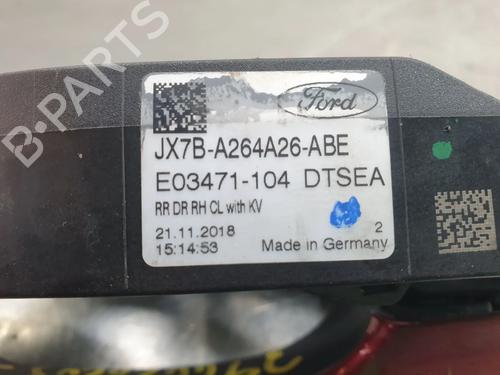 B-PARTS
Ford
JX7B-A264A26-ABE
E03471-104 DTSEA
RR DR RH CL with KV
21.11.2018
15:14:53
2
Made in Germany